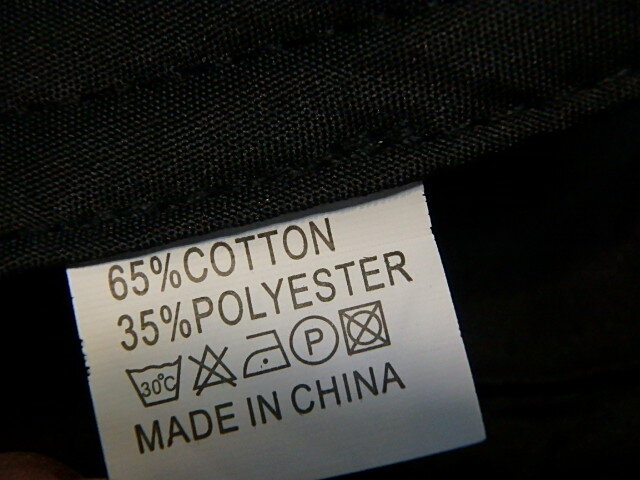 65%COTTON
35%POLYESTER
30°C P
MADE IN CHINA